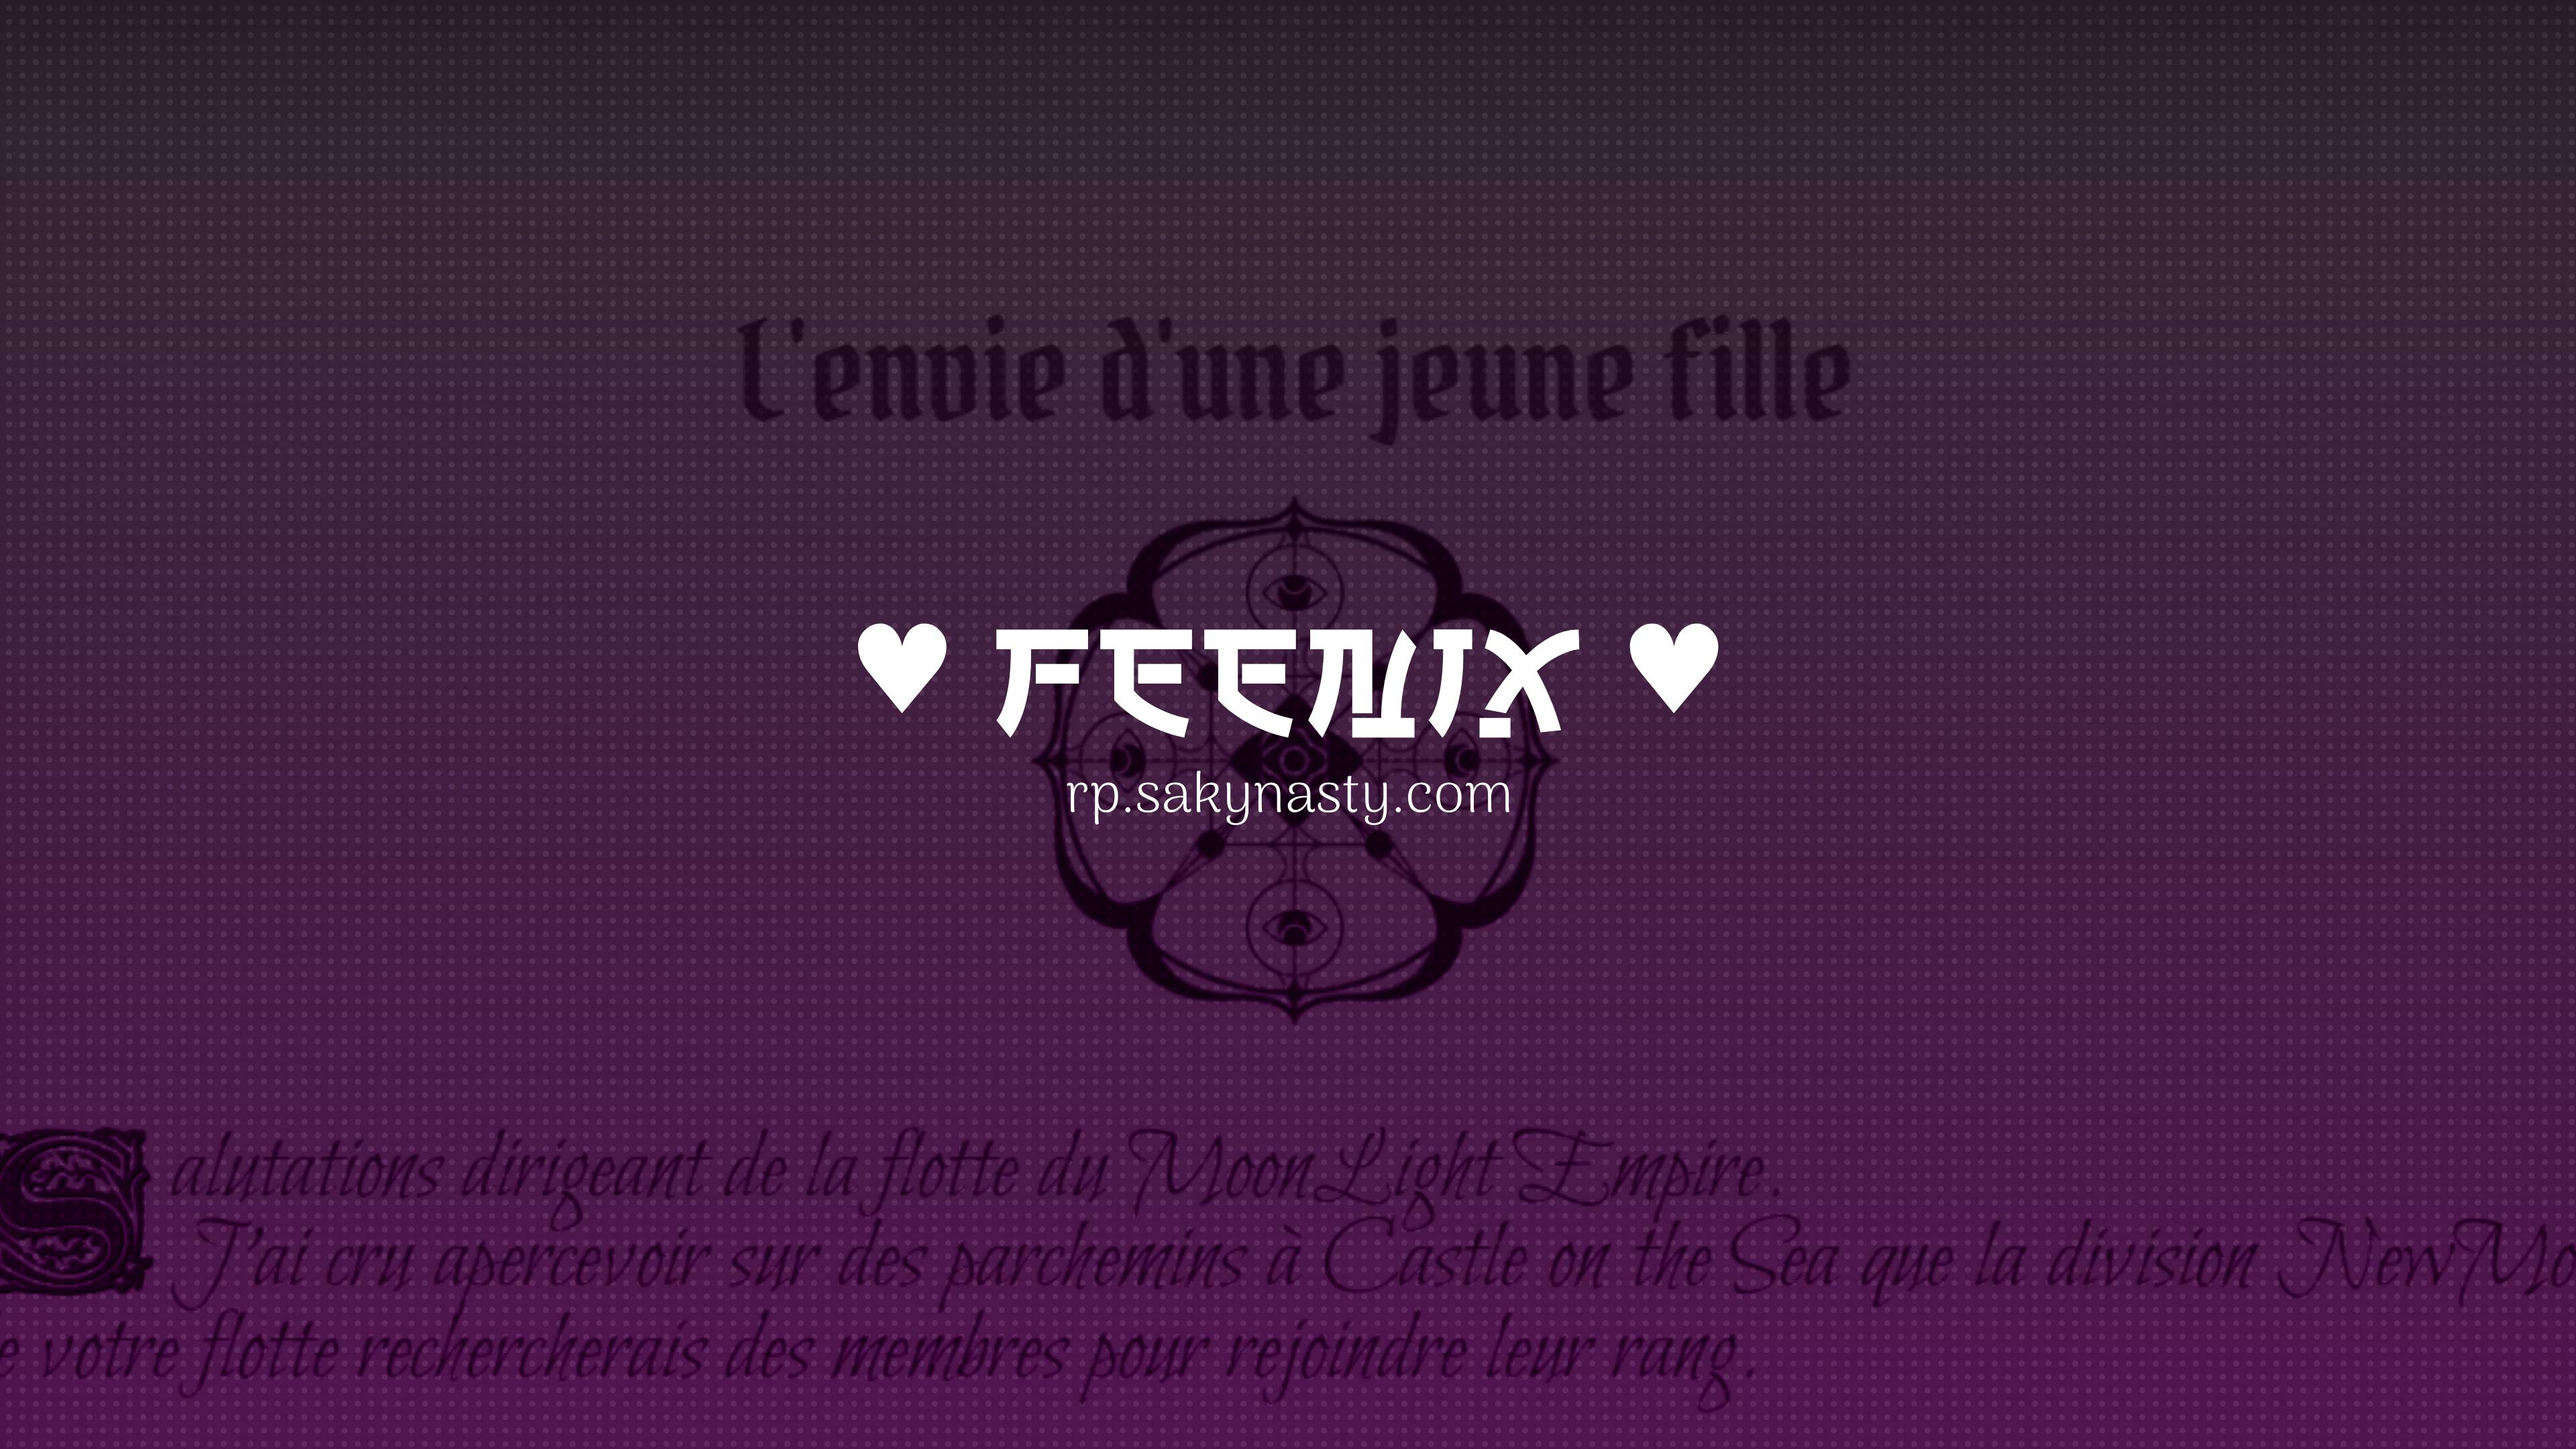 L'envie d'une jeune fille
♥ FEENIX ♥
rp.sakynasty.com
Salutations dirigeant de la flotte du MoonLight Empire.
J'ai cru apercevoir sur des parchemins à Castle on the Sea que la division
votre flotte rechercherais des membres pour rejoindre leur rang.